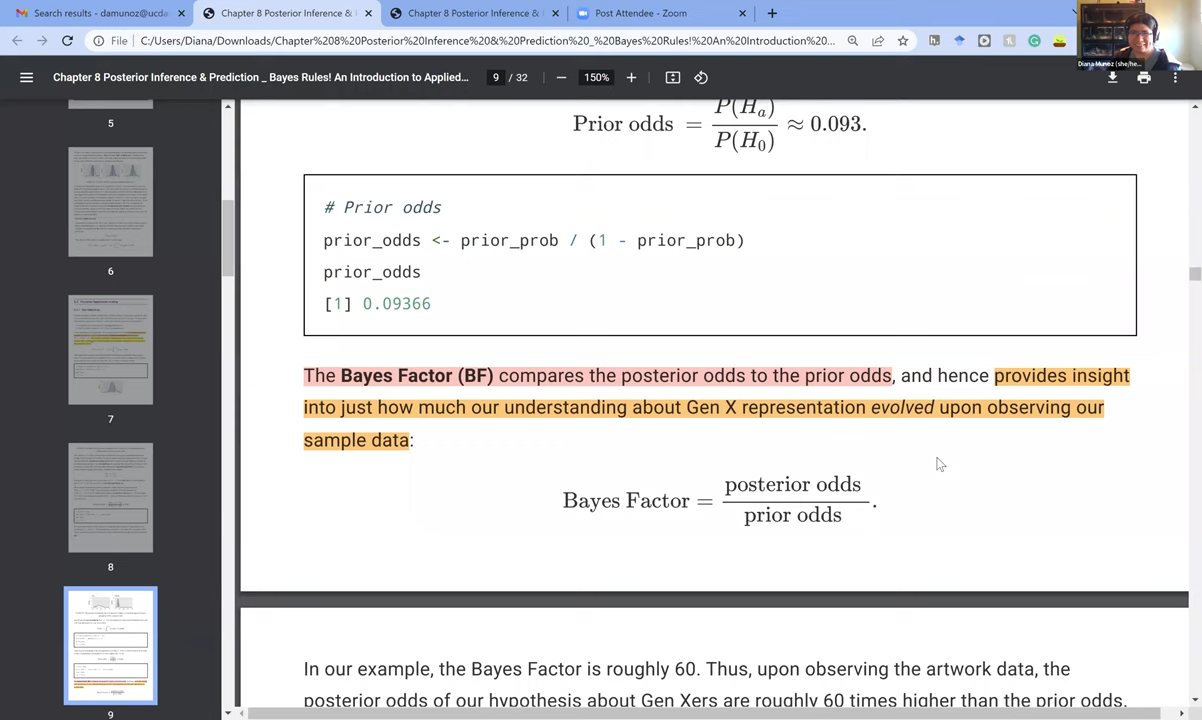 Search results - damunoz@ucda
Chapter 8 Posterior Inference &
Chapter 8 Posterior Inference &
Post Attendee - Zoom
File
C:/Users/Diana/Downloads/Chapter%208%20Posterior%20Inference%20&%20Prediction%20_%20Bayes%20Rules!%20An%20Introduction%20...
Chapter 8 Posterior Inference & Prediction _ Bayes Rules! An Introduction to Applied...
9 / 32
150%
Diana Munoz (she/he...
5
6
7
8
9
Prior odds = P(Hₐ) / P(H₀) ≈ 0.093.
# Prior odds
prior_odds <- prior_prob / (1 - prior_prob)
prior_odds
[1] 0.09366
The Bayes Factor (BF) compares the posterior odds to the prior odds, and hence provides insight
into just how much our understanding about Gen X representation evolved upon observing our
sample data:
Bayes Factor = posterior odds / prior odds.
In our example, the Bayes Factor is roughly 60. Thus, upon observing the artwork data, the
posterior odds of our hypothesis about Gen Xers are roughly 60 times higher than the prior odds.